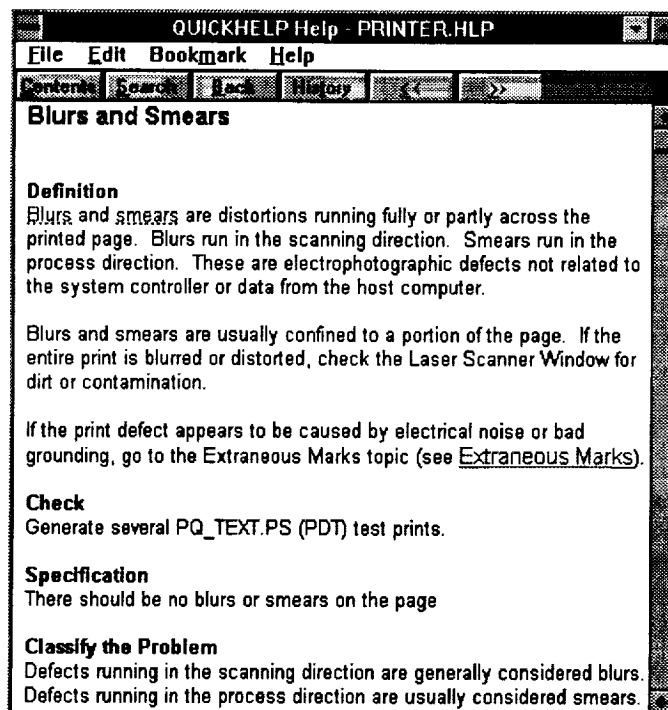 QUICKHELP Help - PRINTER.HLP
File Edit Bookmark Help
Contents Search Back History << >>
Blurs and Smears
Definition
Blurs and smears are distortions running fully or partly across the
printed page. Blurs run in the scanning direction. Smears run in the
process direction. These are electrophotographic defects not related to
the system controller or data from the host computer.
Blurs and smears are usually confined to a portion of the page. If the
entire print is blurred or distorted, check the Laser Scanner Window for
dirt or contamination.
If the print defect appears to be caused by electrical noise or bad
grounding, go to the Extraneous Marks topic (see Extraneous Marks).
Check
Generate several PQ_TEXT.PS (PDT) test prints.
Specification
There should be no blurs or smears on the page
Classify the Problem
Defects running in the scanning direction are generally considered blurs.
Defects running in the process direction are usually considered smears.